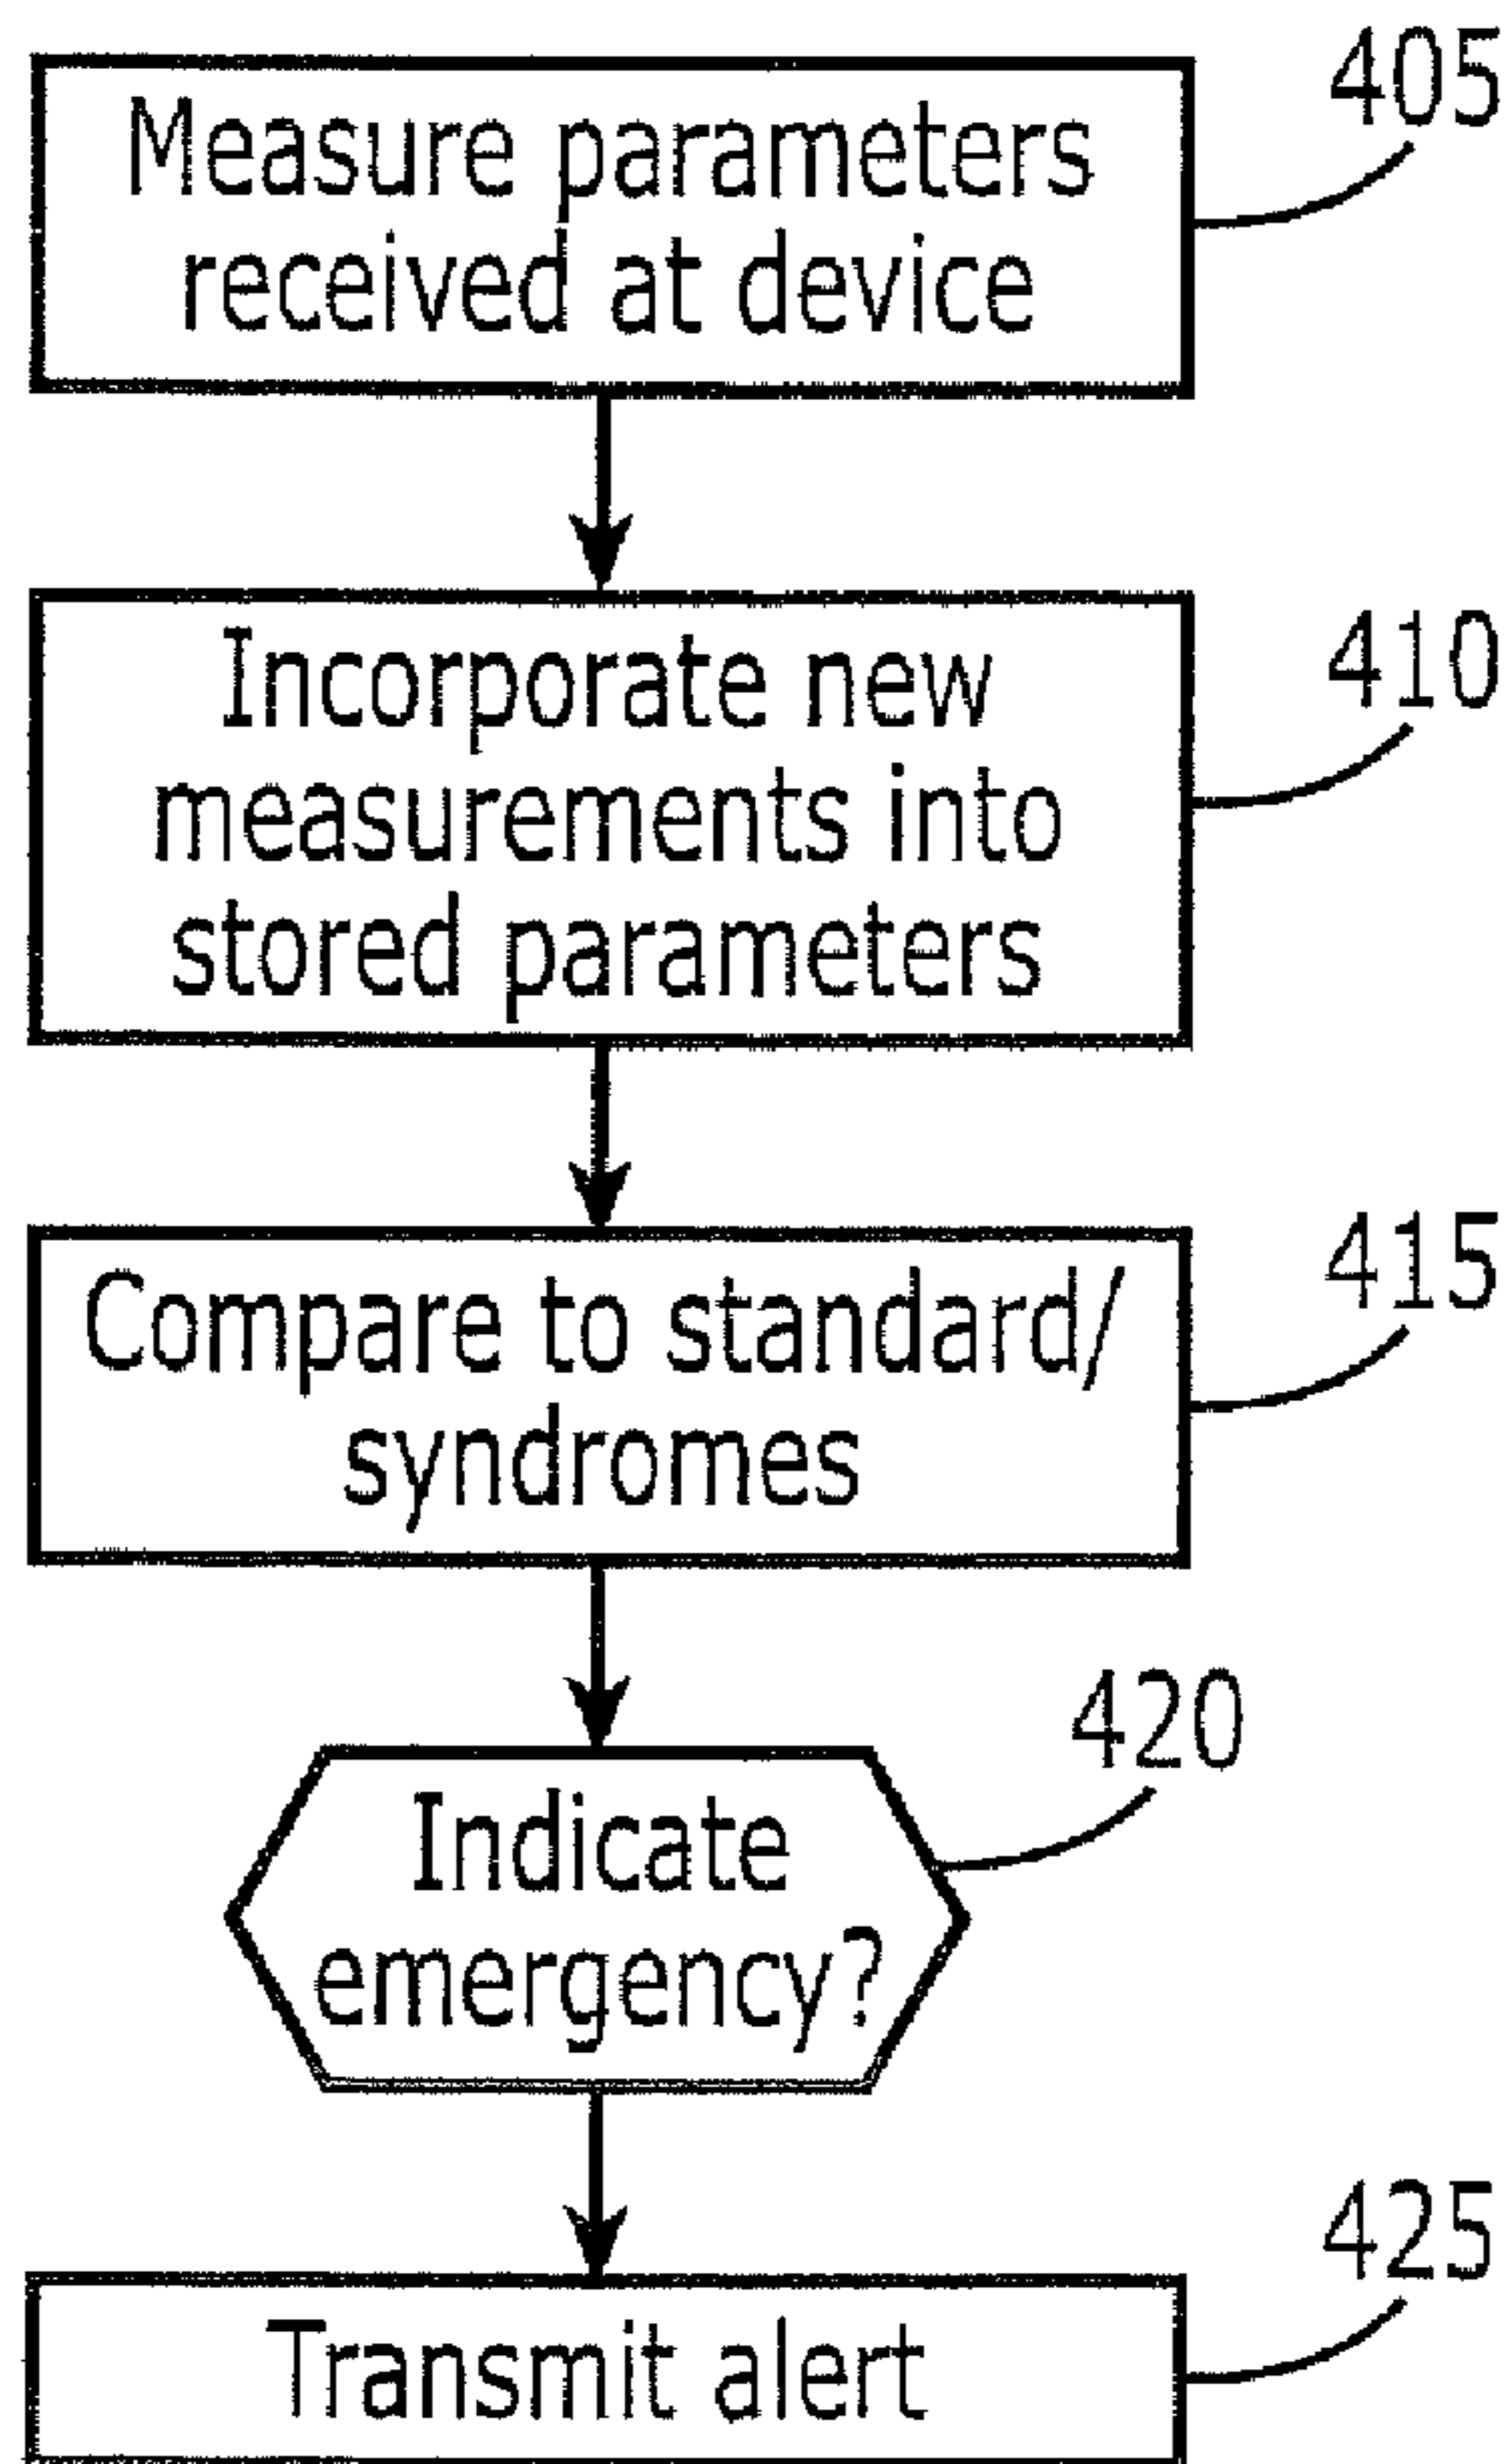 405
Measure parameters
received at device
410
Incorporate new
measurements into
stored parameters
415
Compare to standard/
syndromes
420
Indicate
emergency?
425
Transmit alert